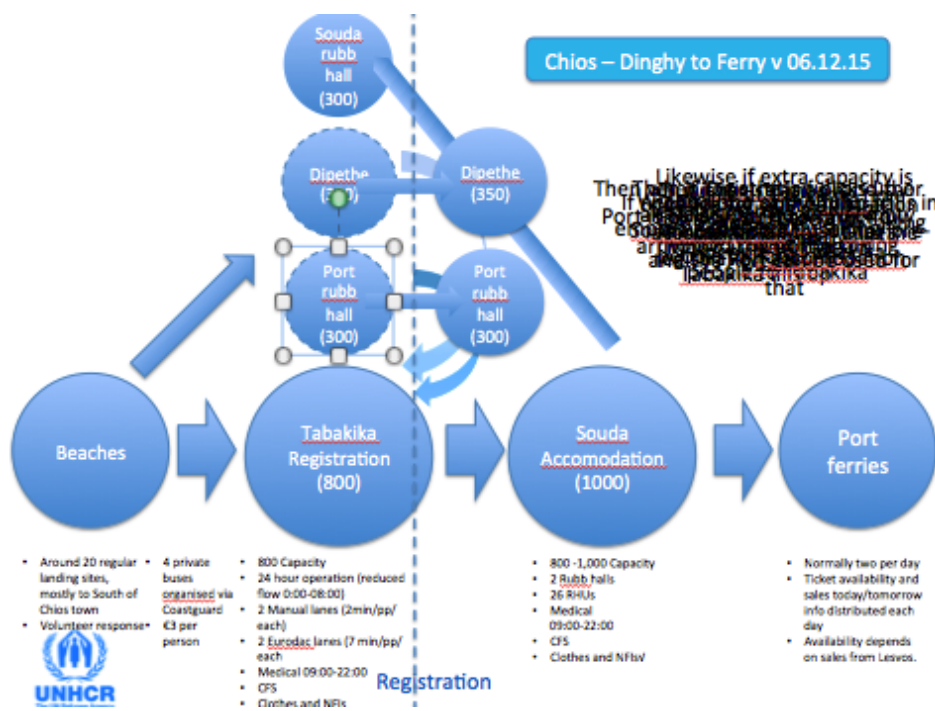 Souda
rubb
hall
(300)
Chios – Dinghy to Ferry v 06.12.15
Dipethe
Dipethe
(350)
Likewise if extra capacity is
that
Port
rubb
hall
(300)
Port
rubb
hall
(300)
Beaches
Tabakika
Registration
(800)
Souda
Accomodation
(1000)
Port
ferries
• Around 20 regular
landing sites,
mostly to South of
Chios town
• Volunteer response
• 4 private
buses
organised via
Coastguard
• €3 per
person
• 800 Capacity
• 24 hour operation (reduced
flow 0:00-08:00)
• 2 Manual lanes (2min/pp/
each)
• 2 Eurodac lanes (7 min/pp/
each
• Medical 09:00-22:00
• CFS
• Clothes and NFIs
• 800 -1,000 Capacity
• 2 Rubb halls
• 26 RHUs
• Medical
09:00-22:00
• CFS
• Clothes and NFIs/
• Normally two per day
• Ticket availability and
sales today/tomorrow
info distributed each
day
• Availability depends
on sales from Lesvos.
Registration
UNHCR